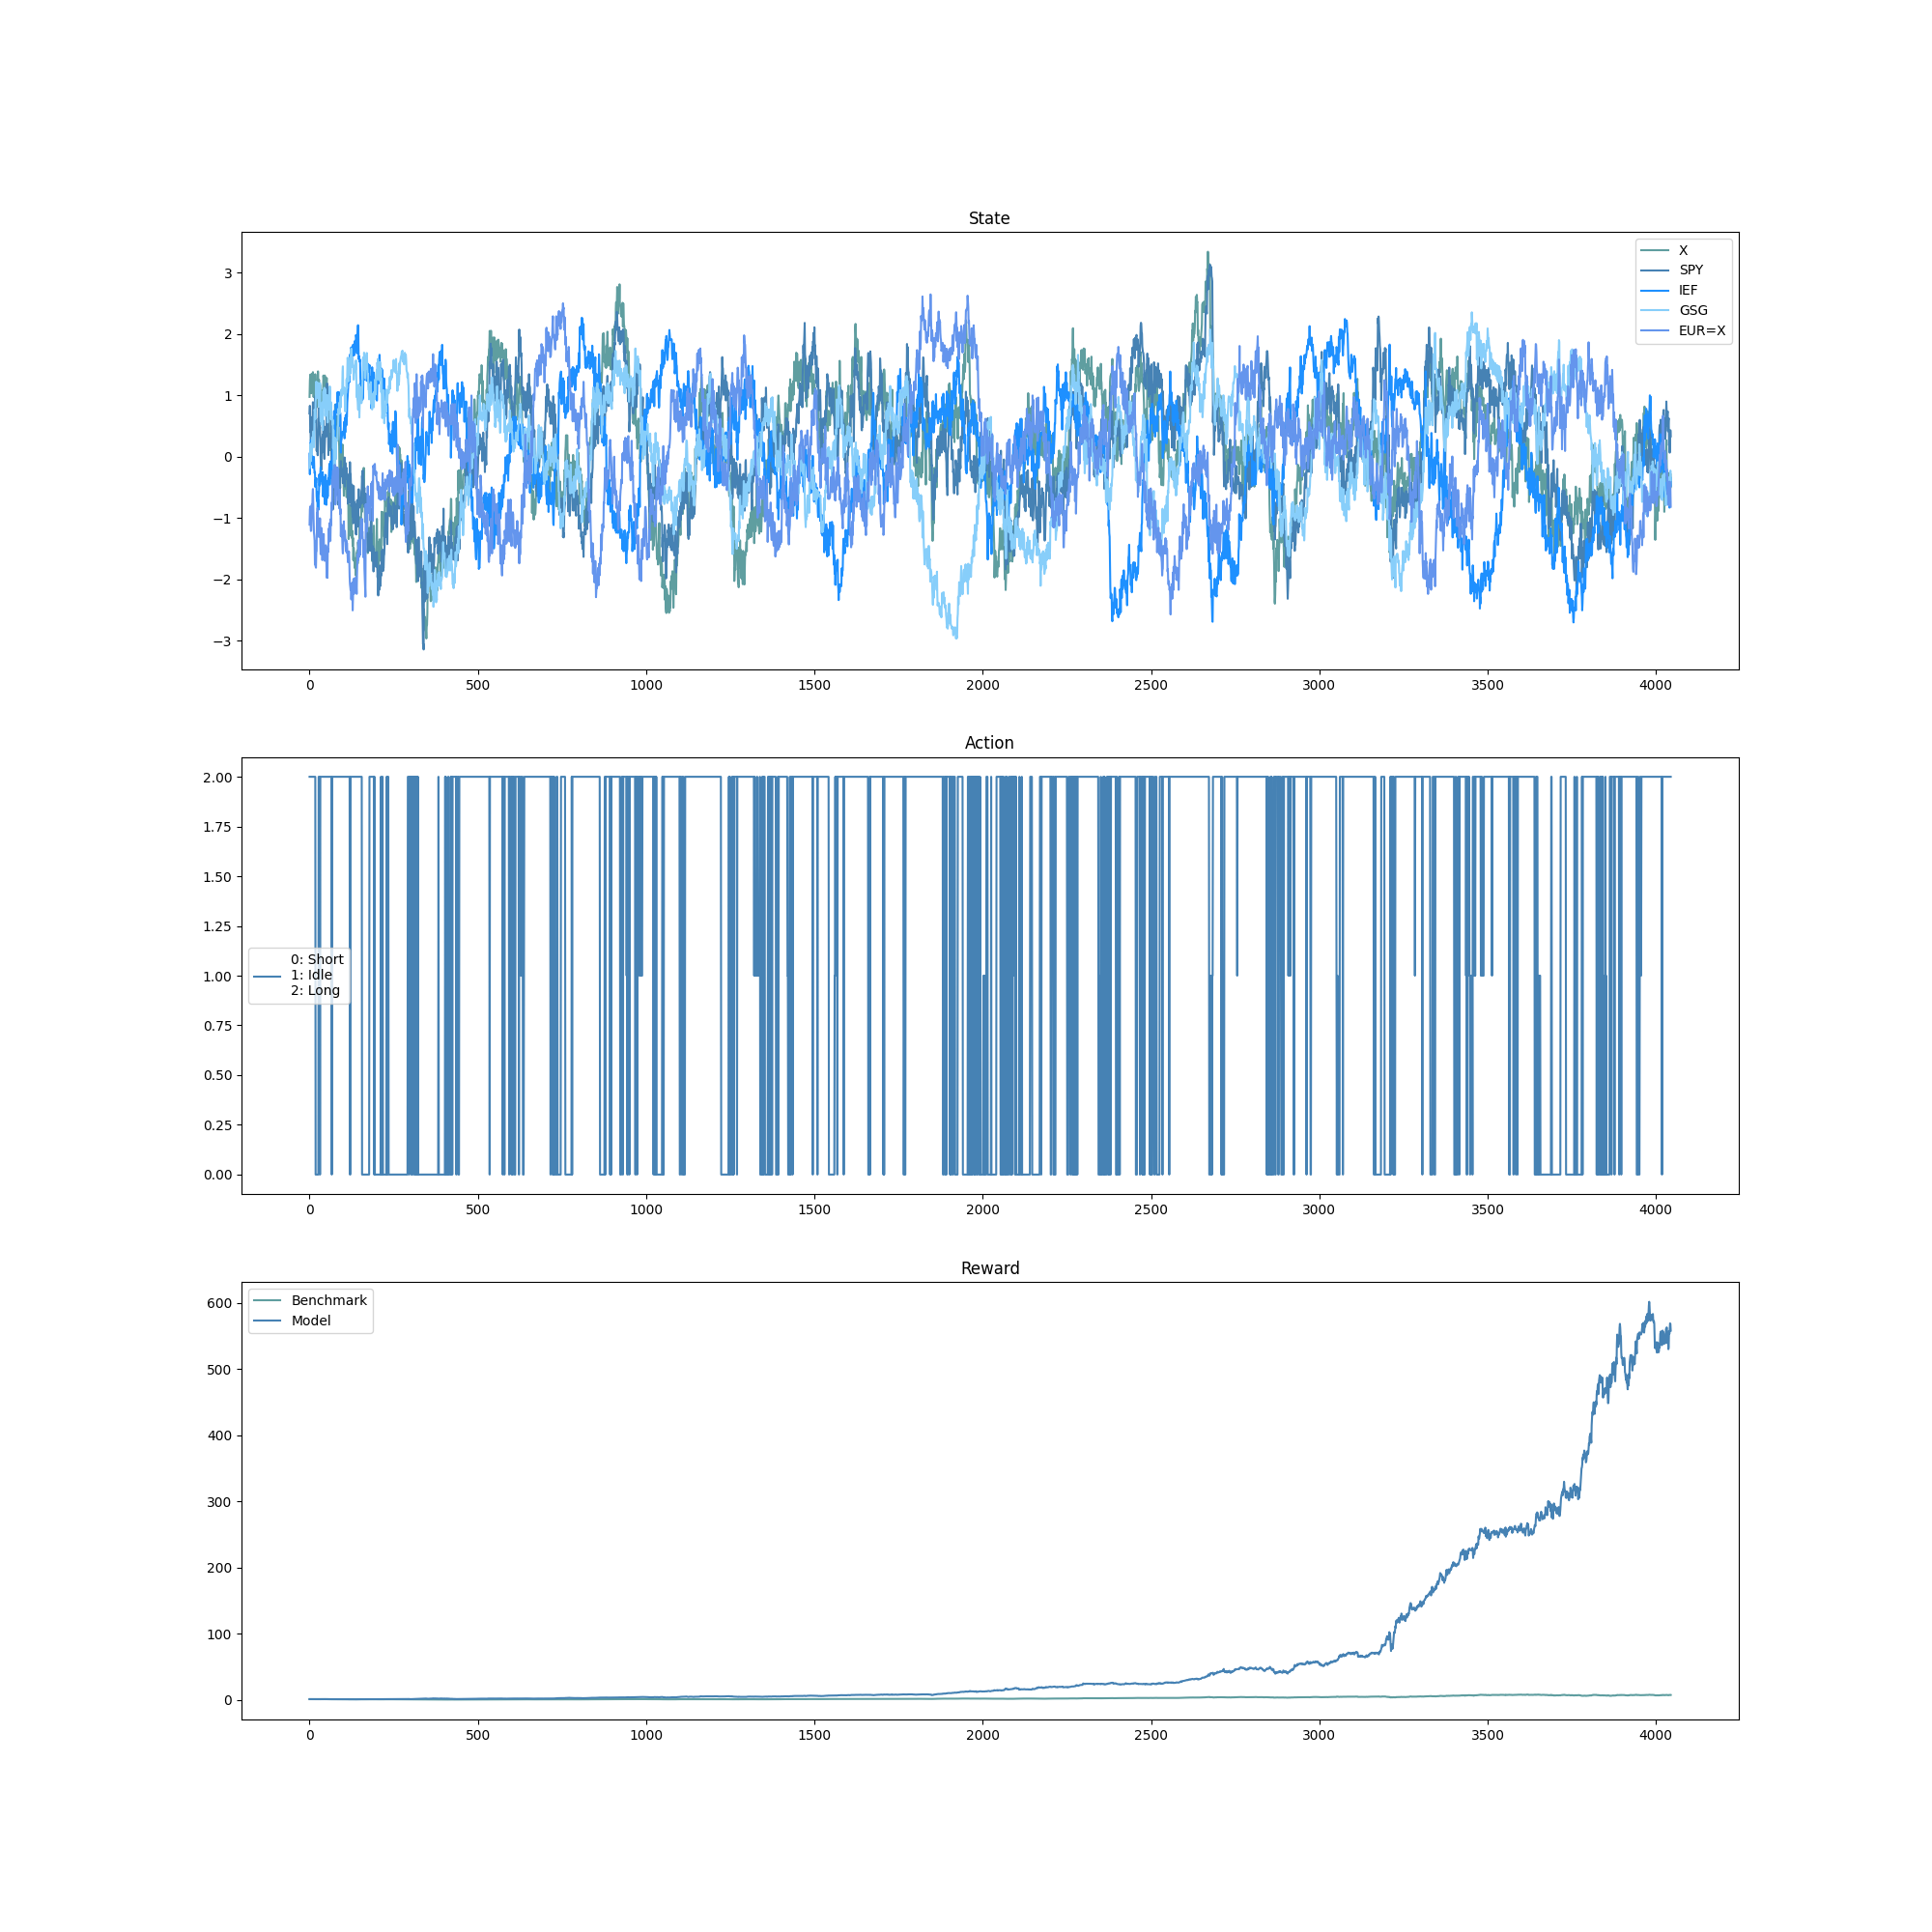 State
3
2
1
0
−1
−2
−3
X
SPY
IEF
GSG
EUR=X
0 500 1000 1500 2000 2500 3000 3500 4000
Action
2.00
1.75
1.50
1.25
1.00
0.75
0.50
0.25
0.00
0: Short
1: Idle
2: Long
0 500 1000 1500 2000 2500 3000 3500 4000
Reward
600
500
400
300
200
100
0
Benchmark
Model
0 500 1000 1500 2000 2500 3000 3500 4000